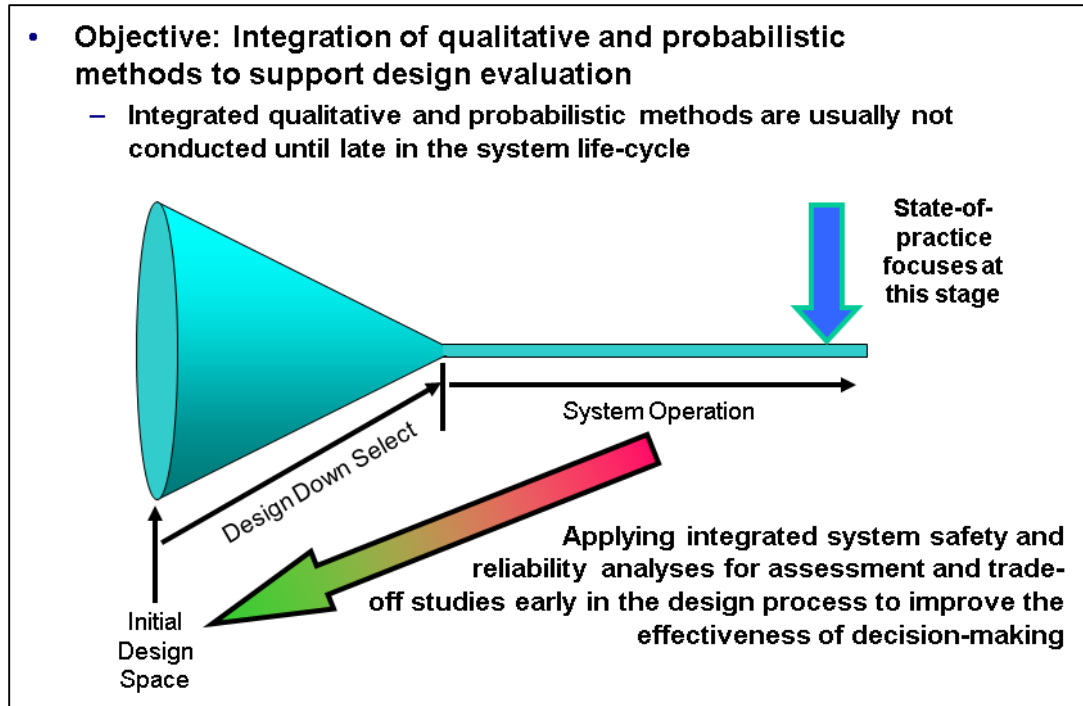 • Objective: Integration of qualitative and probabilistic
methods to support design evaluation
– Integrated qualitative and probabilistic methods are usually not
conducted until late in the system life-cycle
State-of-
practice
focuses at
this stage
System Operation
Design Down Select
Initial
Design
Space
Applying integrated system safety and
reliability analyses for assessment and trade-
off studies early in the design process to improve the
effectiveness of decision-making